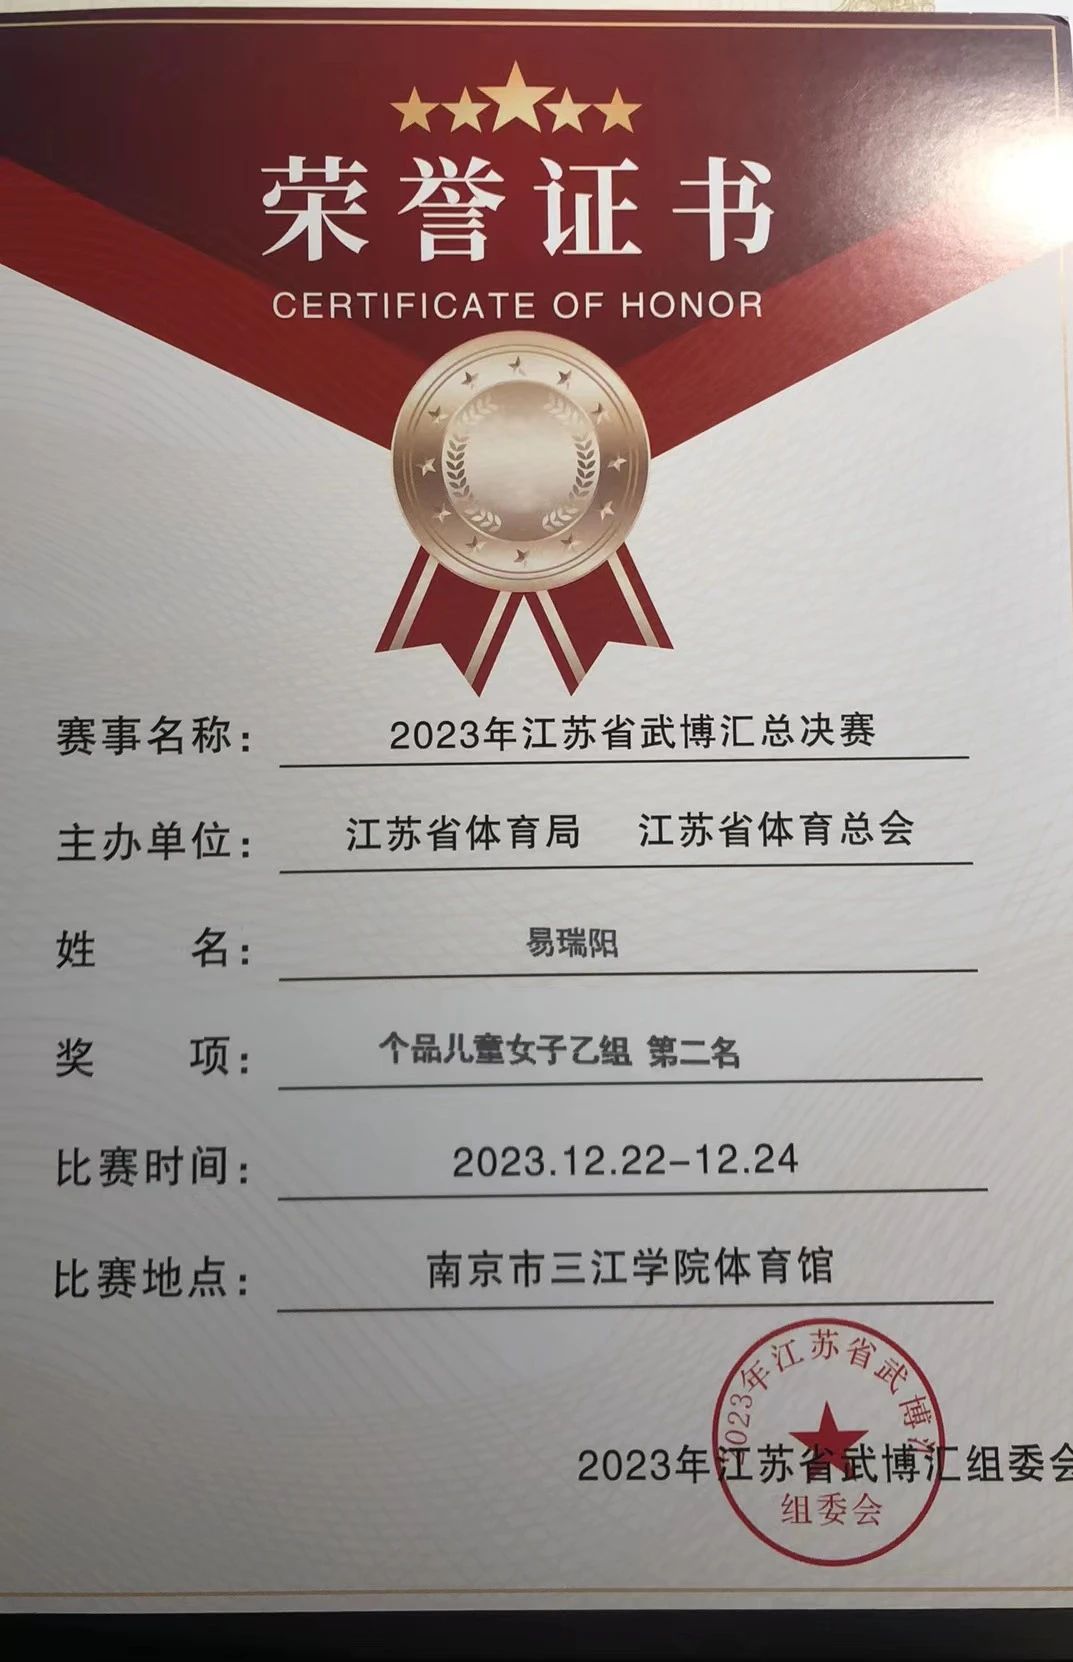 荣誉证书
CERTIFICATE OF HONOR
赛事名称： 2023年江苏省武博汇总决赛
主办单位： 江苏省体育局 江苏省体育总会
姓 名： 易瑞阳
奖 项： 个品儿童女子乙组 第二名
比赛时间： 2023.12.22-12.24
比赛地点： 南京市三江学院体育馆
2023年江苏省武博汇
2023年江苏省武博汇组委会
组委会